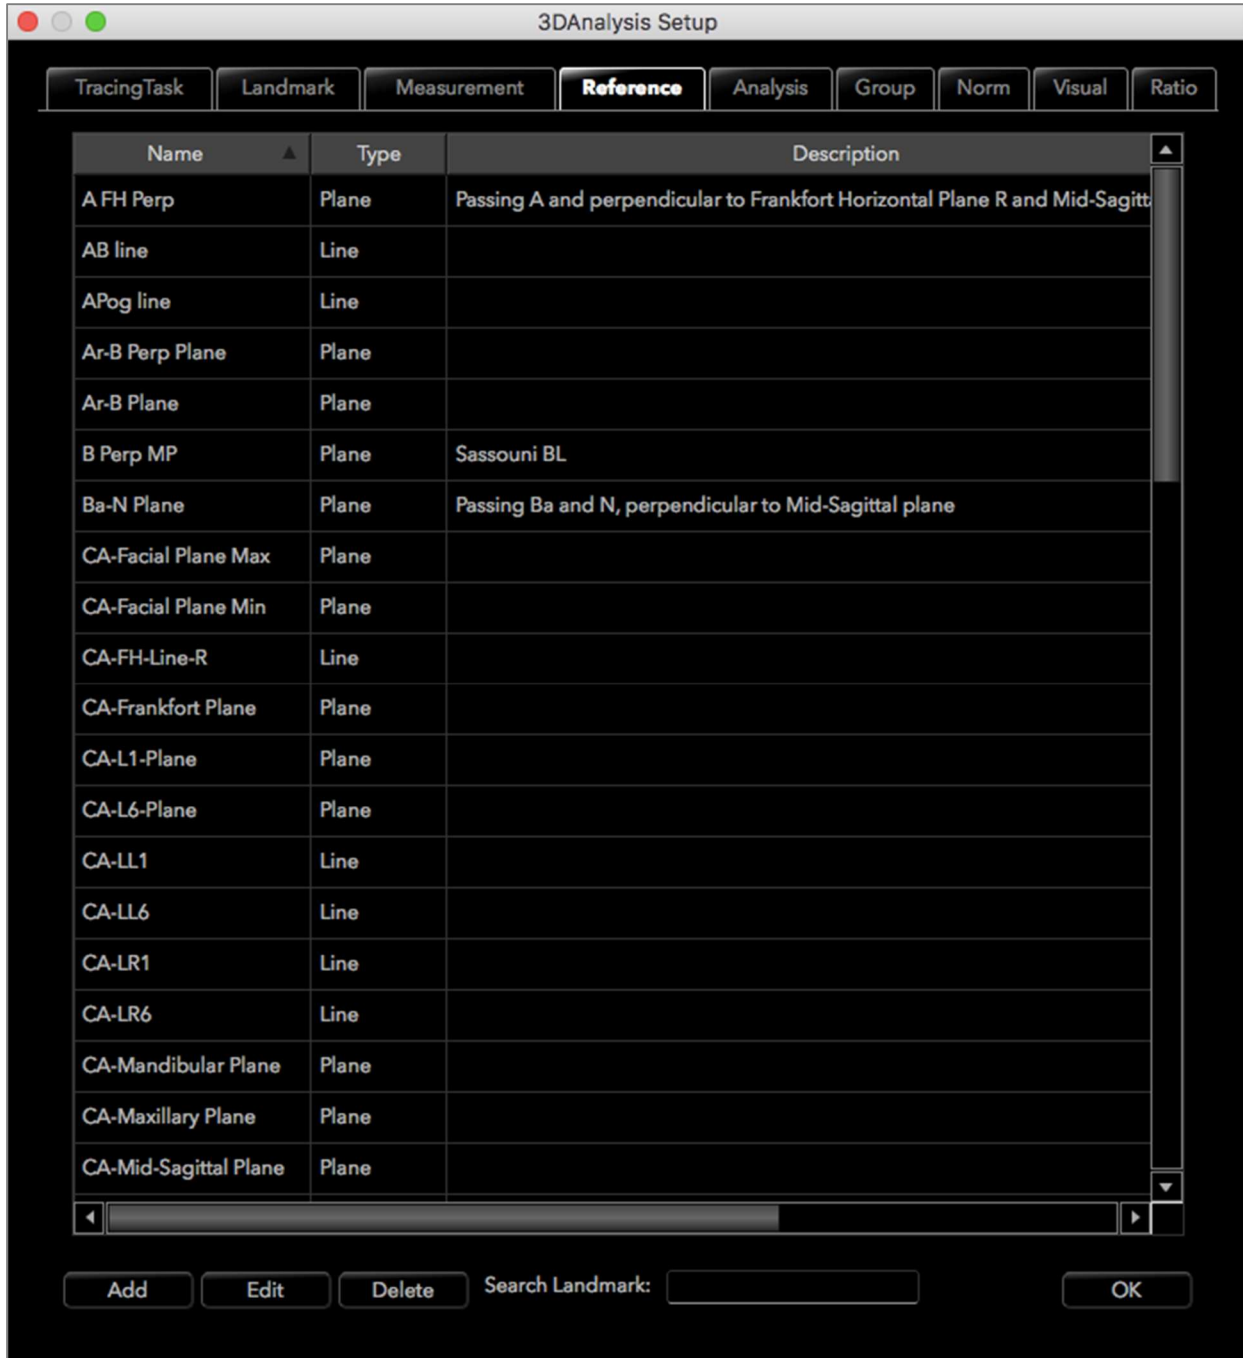 3DAnalysis Setup
TracingTask Landmark Measurement Reference Analysis Group Norm Visual Ratio
Name Type Description
A FH Perp Plane Passing A and perpendicular to Frankfort Horizontal Plane R and Mid-Sagitt
AB line Line
APog line Line
Ar-B Perp Plane Plane
Ar-B Plane Plane
B Perp MP Plane Sassouni BL
Ba-N Plane Plane Passing Ba and N, perpendicular to Mid-Sagittal plane
CA-Facial Plane Max Plane
CA-Facial Plane Min Plane
CA-FH-Line-R Line
CA-Frankfort Plane Plane
CA-L1-Plane Plane
CA-L6-Plane Plane
CA-LL1 Line
CA-LL6 Line
CA-LR1 Line
CA-LR6 Line
CA-Mandibular Plane Plane
CA-Maxillary Plane Plane
CA-Mid-Sagittal Plane Plane
Add Edit Delete Search Landmark: OK